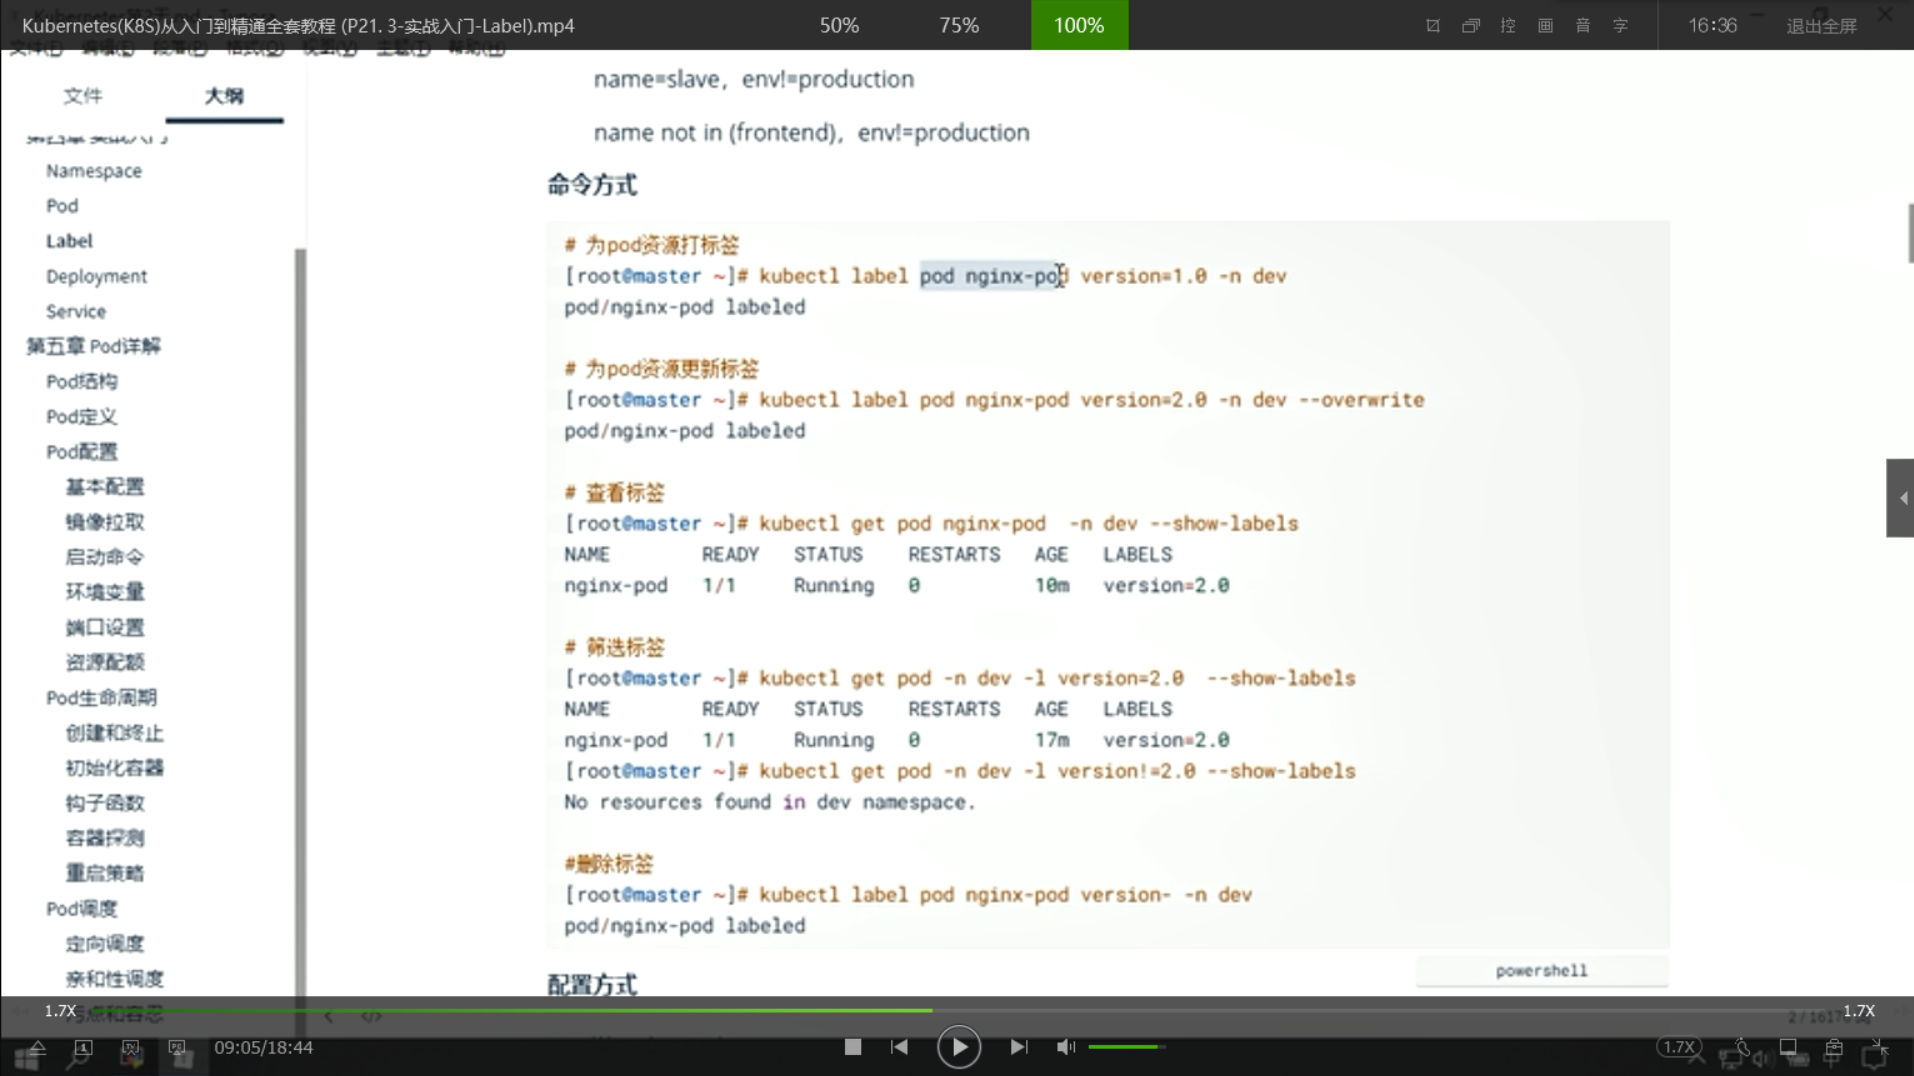 Kubernetes(K8S)从入门到精通全套教程 (P21. 3-实战入门-Label).mp4
50%
75%
100%
控
画
音
字
16:36
退出全屏
文件
大纲
Namespace
Pod
Label
Deployment
Service
第五章 Pod详解
Pod结构
Pod定义
Pod配置
基本配置
镜像拉取
启动命令
环境变量
端口设置
资源配额
Pod生命周期
创建和终止
初始化容器
钩子函数
容器探测
重启策略
Pod调度
定向调度
亲和性调度
污点和容忍
name=slave，env!=production
name not in (frontend)，env!=production
命令方式
# 为pod资源打标签
[root@master ~]# kubectl label pod nginx-pod version=1.0 -n dev
pod/nginx-pod labeled
# 为pod资源更新标签
[root@master ~]# kubectl label pod nginx-pod version=2.0 -n dev --overwrite
pod/nginx-pod labeled
# 查看标签
[root@master ~]# kubectl get pod nginx-pod  -n dev --show-labels
NAME        READY   STATUS    RESTARTS   AGE   LABELS
nginx-pod   1/1     Running   0          10m   version=2.0
# 筛选标签
[root@master ~]# kubectl get pod -n dev -l version=2.0  --show-labels
NAME        READY   STATUS    RESTARTS   AGE   LABELS
nginx-pod   1/1     Running   0          17m   version=2.0
[root@master ~]# kubectl get pod -n dev -l version!=2.0 --show-labels
No resources found in dev namespace.
#删除标签
[root@master ~]# kubectl label pod nginx-pod version- -n dev
pod/nginx-pod labeled
powershell
配置方式
1.7X
1.7X
09:05/18:44
1.7X